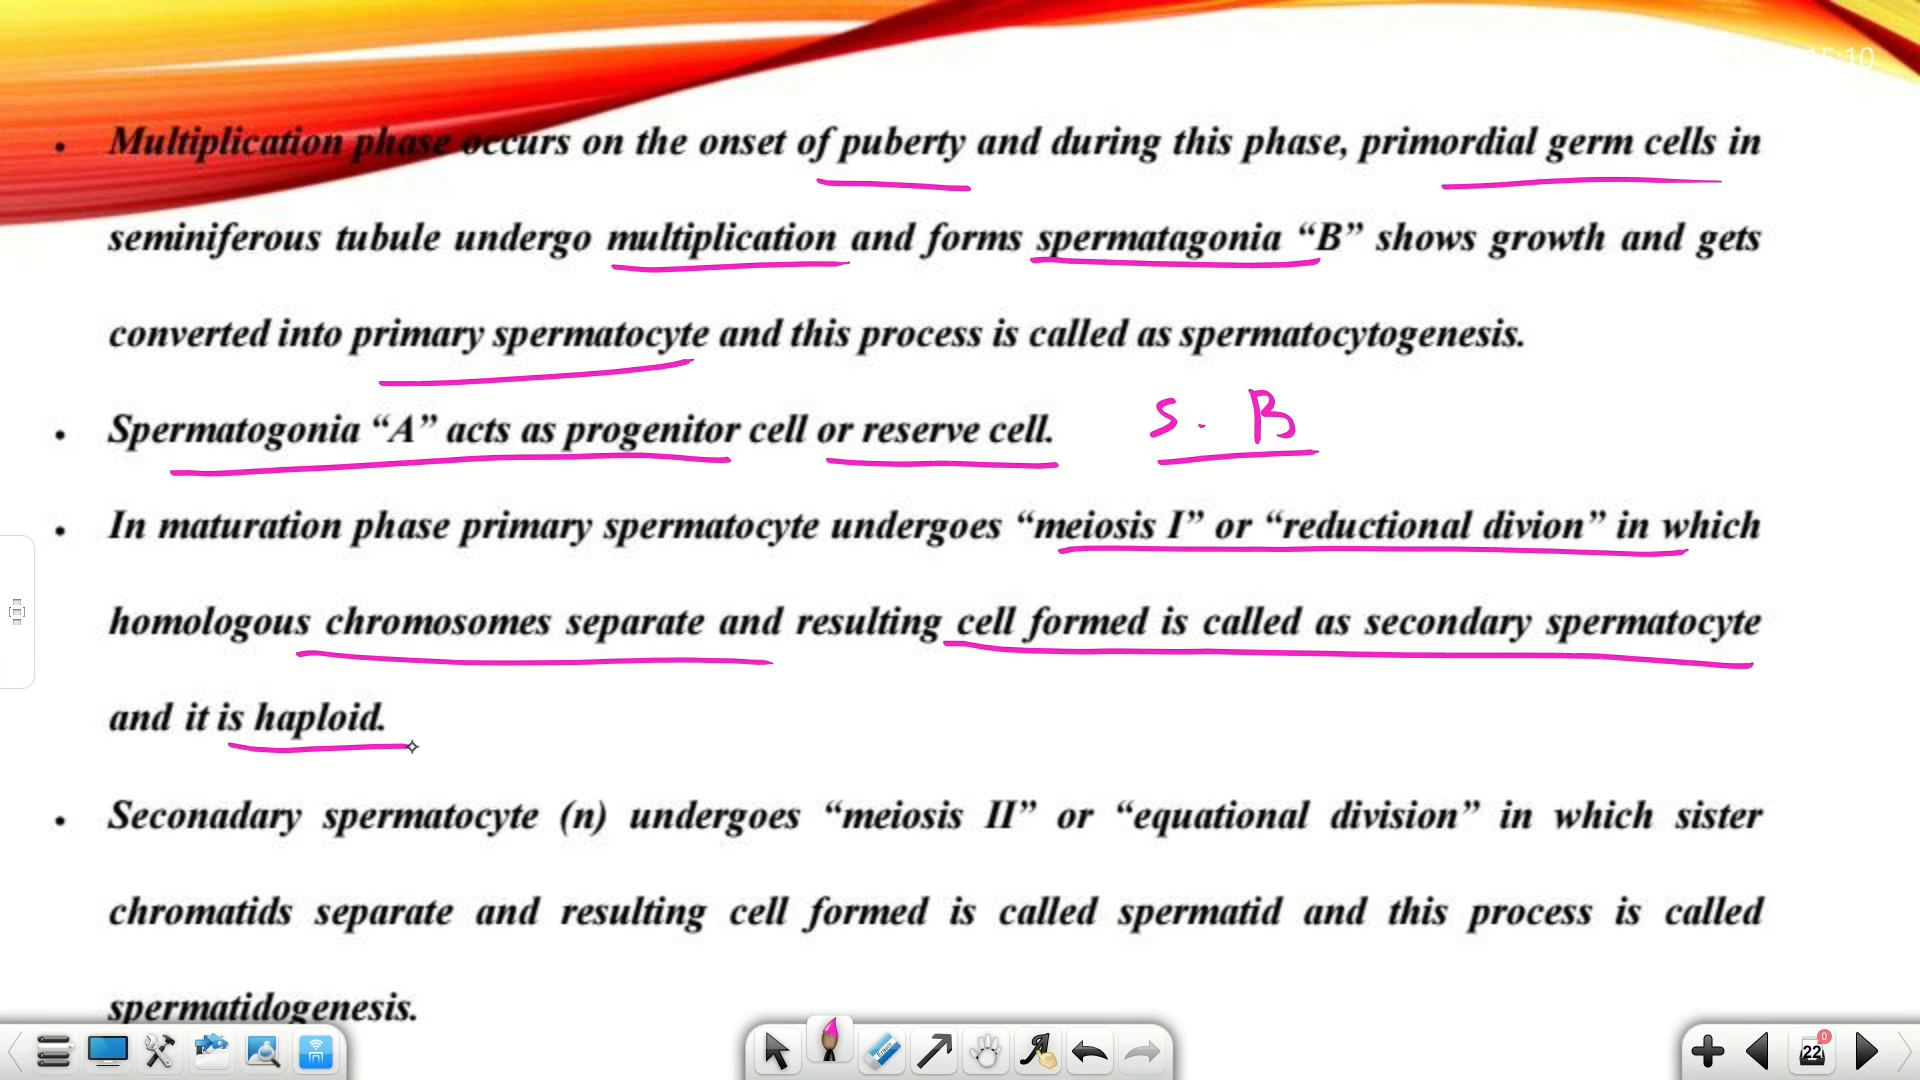 15:10
• Multiplication phase occurs on the onset of puberty and during this phase, primordial germ cells in
seminiferous tubule undergo multiplication and forms spermatagonia “B” shows growth and gets
converted into primary spermatocyte and this process is called as spermatocytogenesis.
• Spermatogonia “A” acts as progenitor cell or reserve cell.
S. B
• In maturation phase primary spermatocyte undergoes “meiosis I” or “reductional divion” in which
homologous chromosomes separate and resulting cell formed is called as secondary spermatocyte
and it is haploid.
• Seconadary spermatocyte (n) undergoes “meiosis II” or “equational division” in which sister
chromatids separate and resulting cell formed is called spermatid and this process is called
spermatidogenesis.
22
0